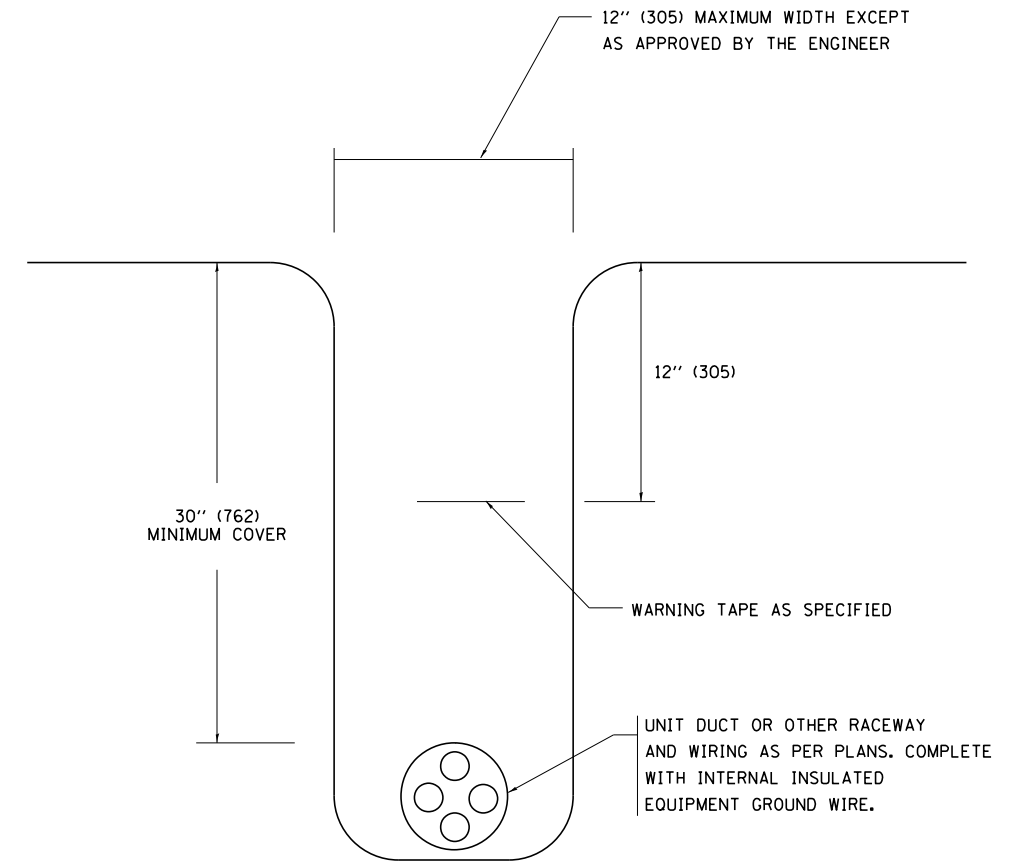 12'' (305) MAXIMUM WIDTH EXCEPT
AS APPROVED BY THE ENGINEER
12'' (305)
30'' (762)
MINIMUM COVER
WARNING TAPE AS SPECIFIED
UNIT DUCT OR OTHER RACEWAY
AND WIRING AS PER PLANS. COMPLETE
WITH INTERNAL INSULATED
EQUIPMENT GROUND WIRE.